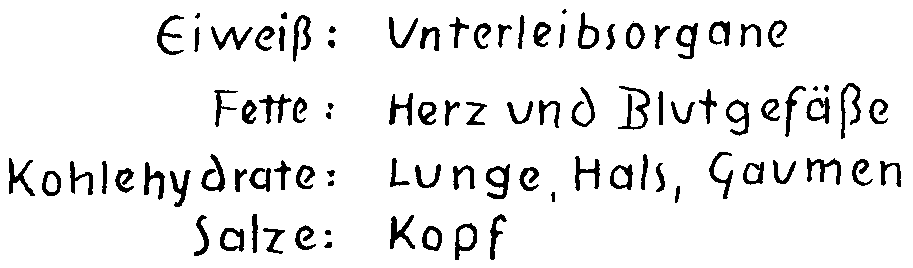 Eiweiß: Unterleibsorgane
Fette: Herz und Blutgefäße
Kohlehydrate: Lunge, Hals, Gaumen
Salze: Kopf